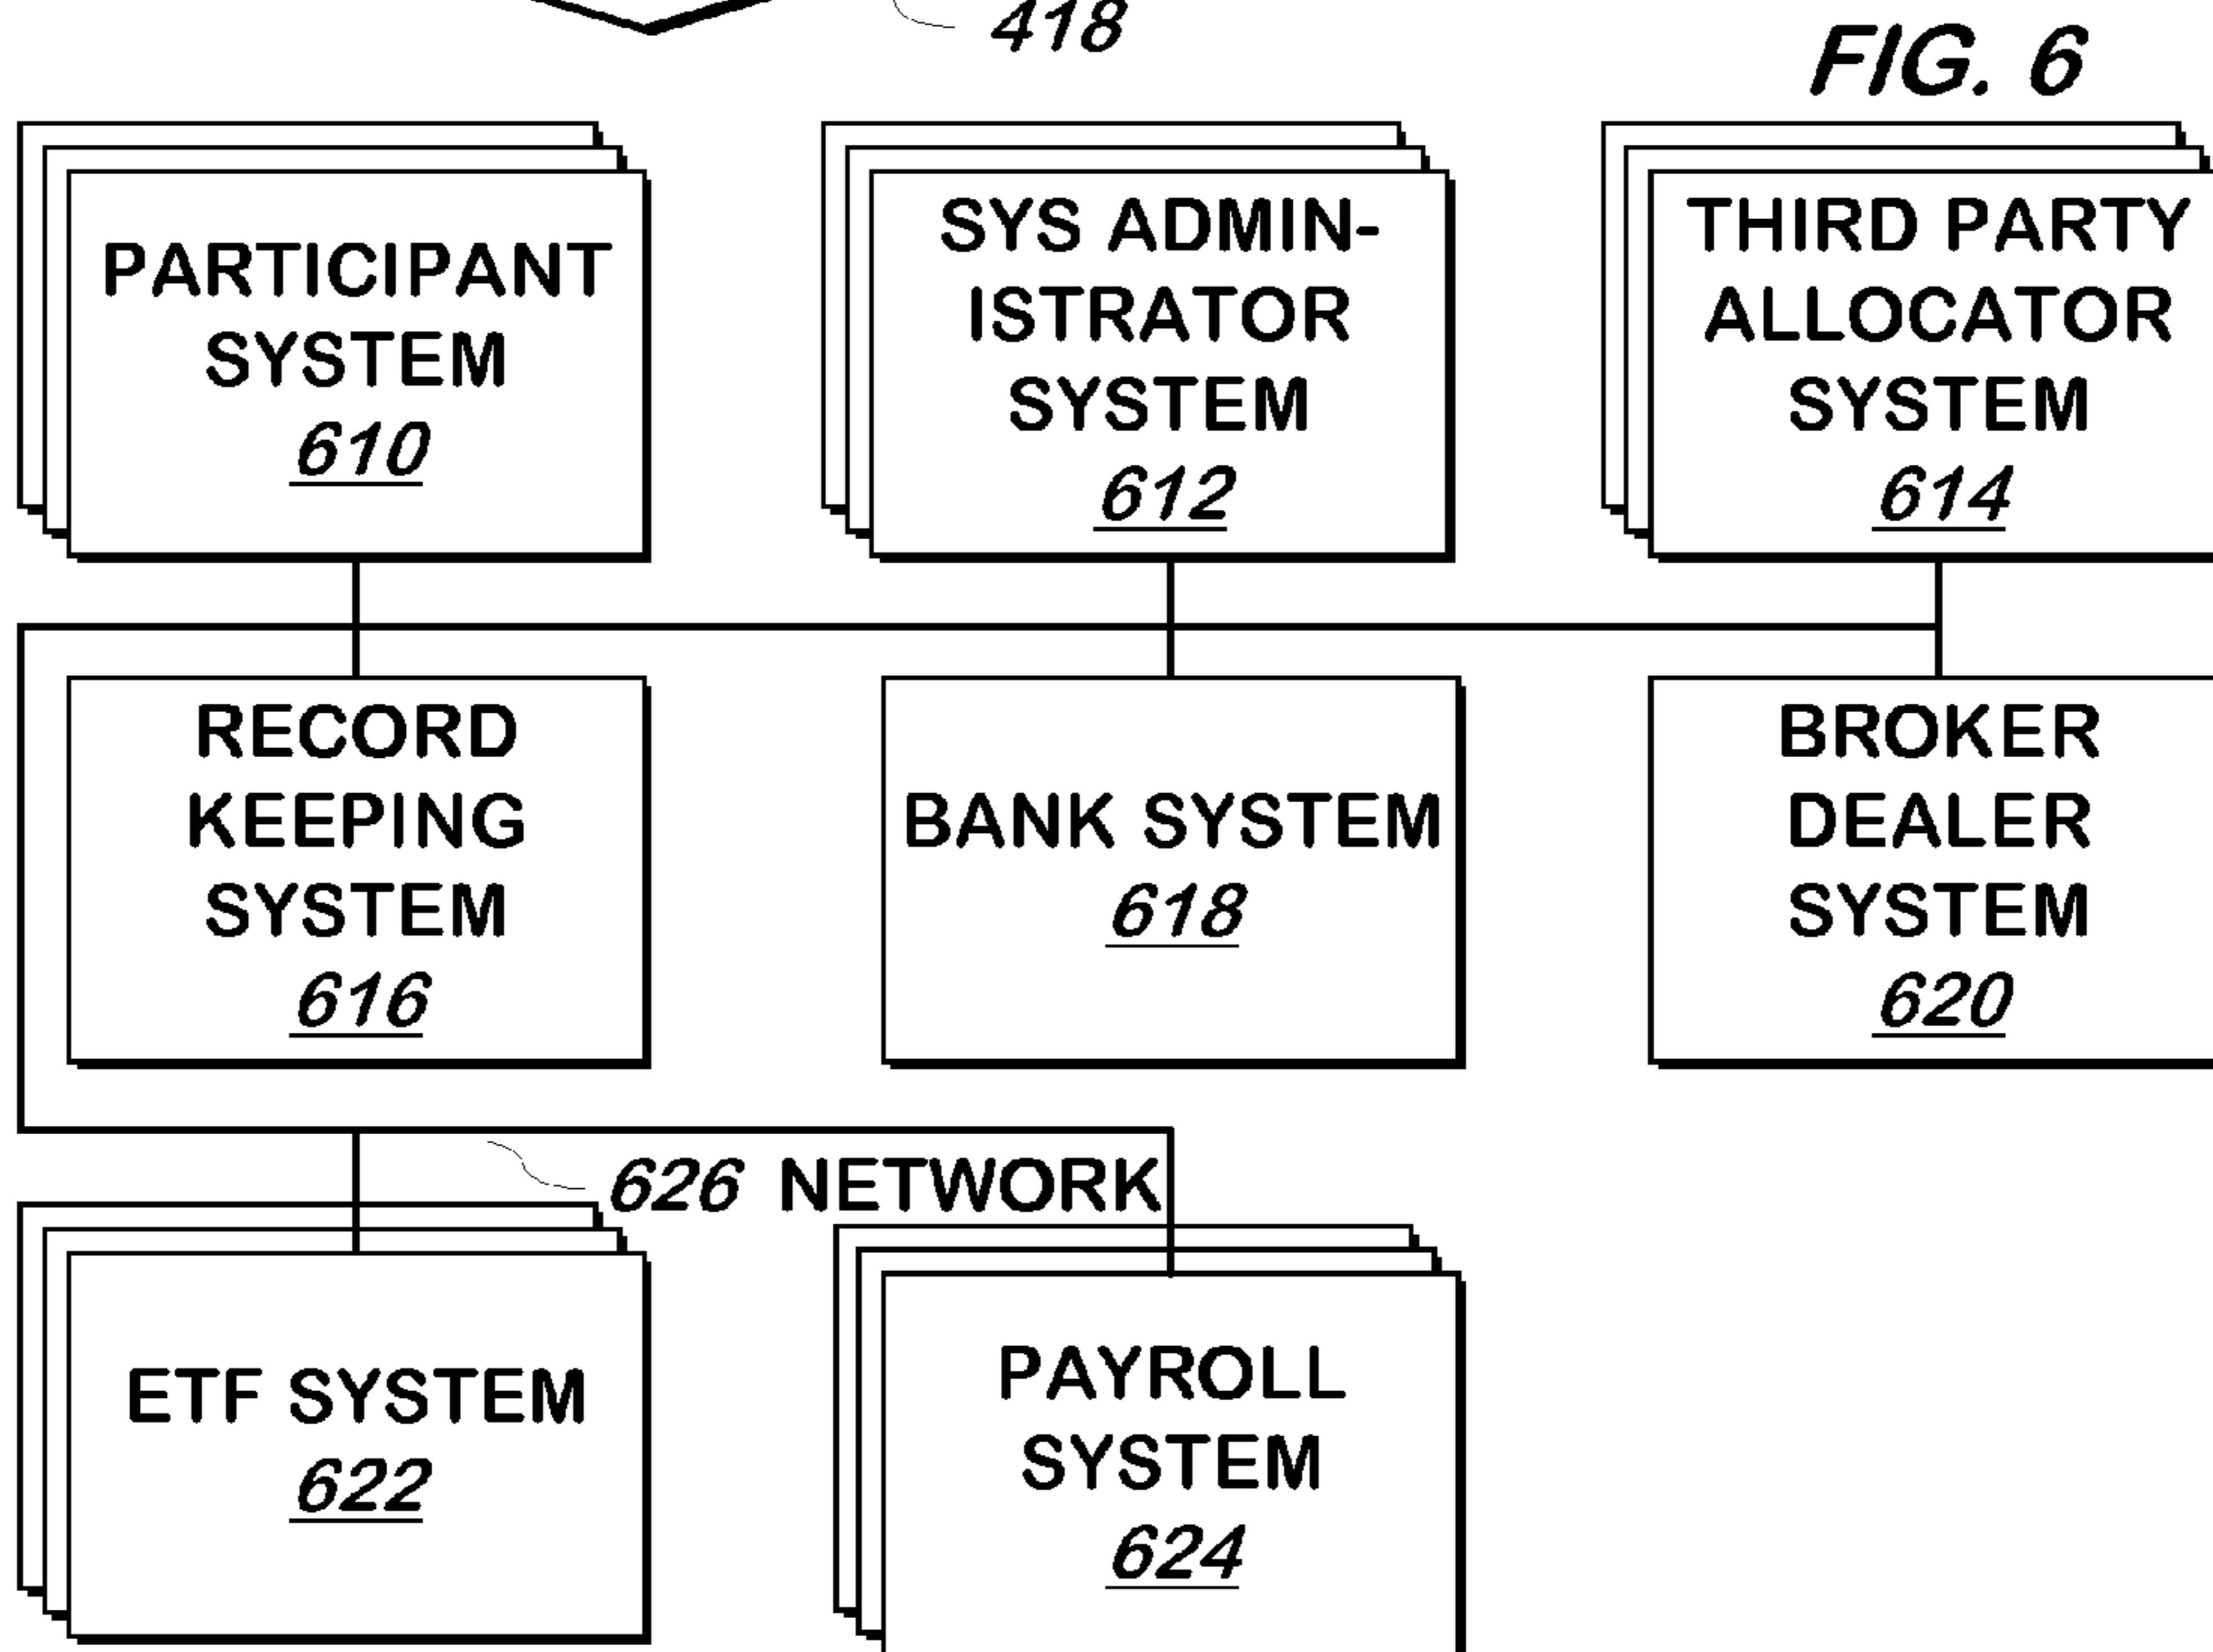 418
FIG. 6
PARTICIPANT
SYSTEM
610
SYS ADMIN-
ISTRATOR
SYSTEM
612
THIRD PARTY
ALLOCATOR
SYSTEM
614
RECORD
KEEPING
SYSTEM
616
BANK SYSTEM
618
BROKER
DEALER
SYSTEM
620
626 NETWORK
ETF SYSTEM
622
PAYROLL
SYSTEM
624